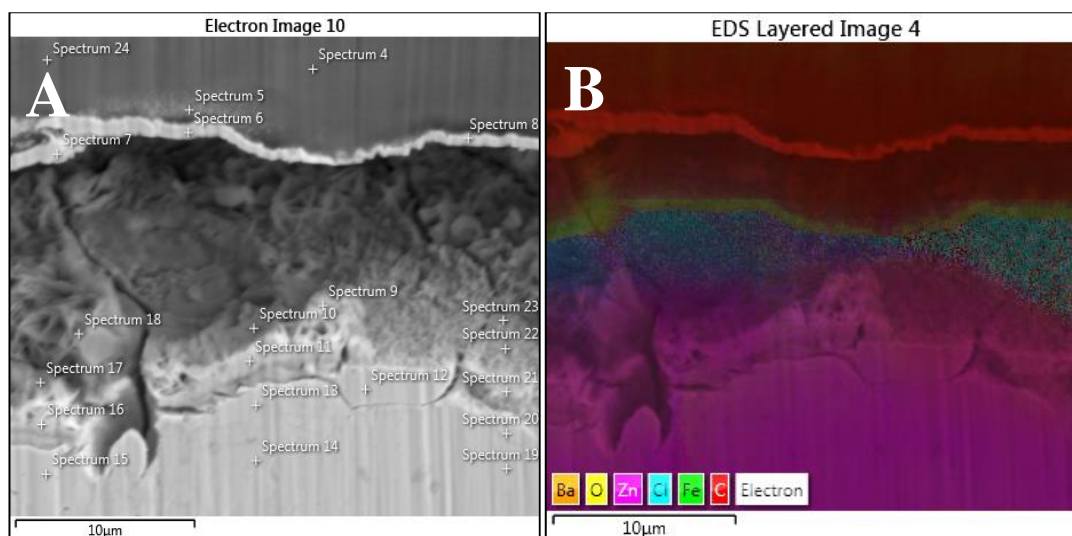 Electron Image 10
A
Spectrum 24
Spectrum 4
Spectrum 5
Spectrum 6
Spectrum 7
Spectrum 8
Spectrum 9
Spectrum 10
Spectrum 23
Spectrum 18
Spectrum 22
Spectrum 11
Spectrum 17
Spectrum 12
Spectrum 21
Spectrum 13
Spectrum 16
Spectrum 20
Spectrum 14
Spectrum 15
Spectrum 19
10µm
EDS Layered Image 4
B
Ba O Zn Cl Fe C Electron
10µm